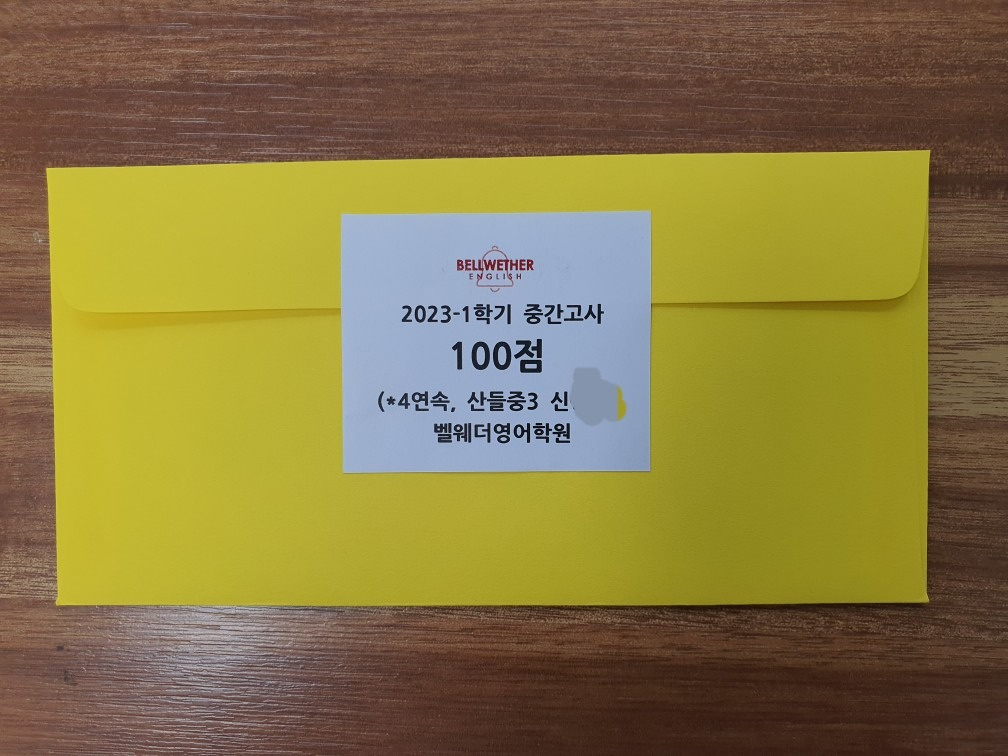 BELLWETHER
ENGLISH
2023-1학기 중간고사
100점
(*4연속, 산들중3 신
벨웨더영어학원